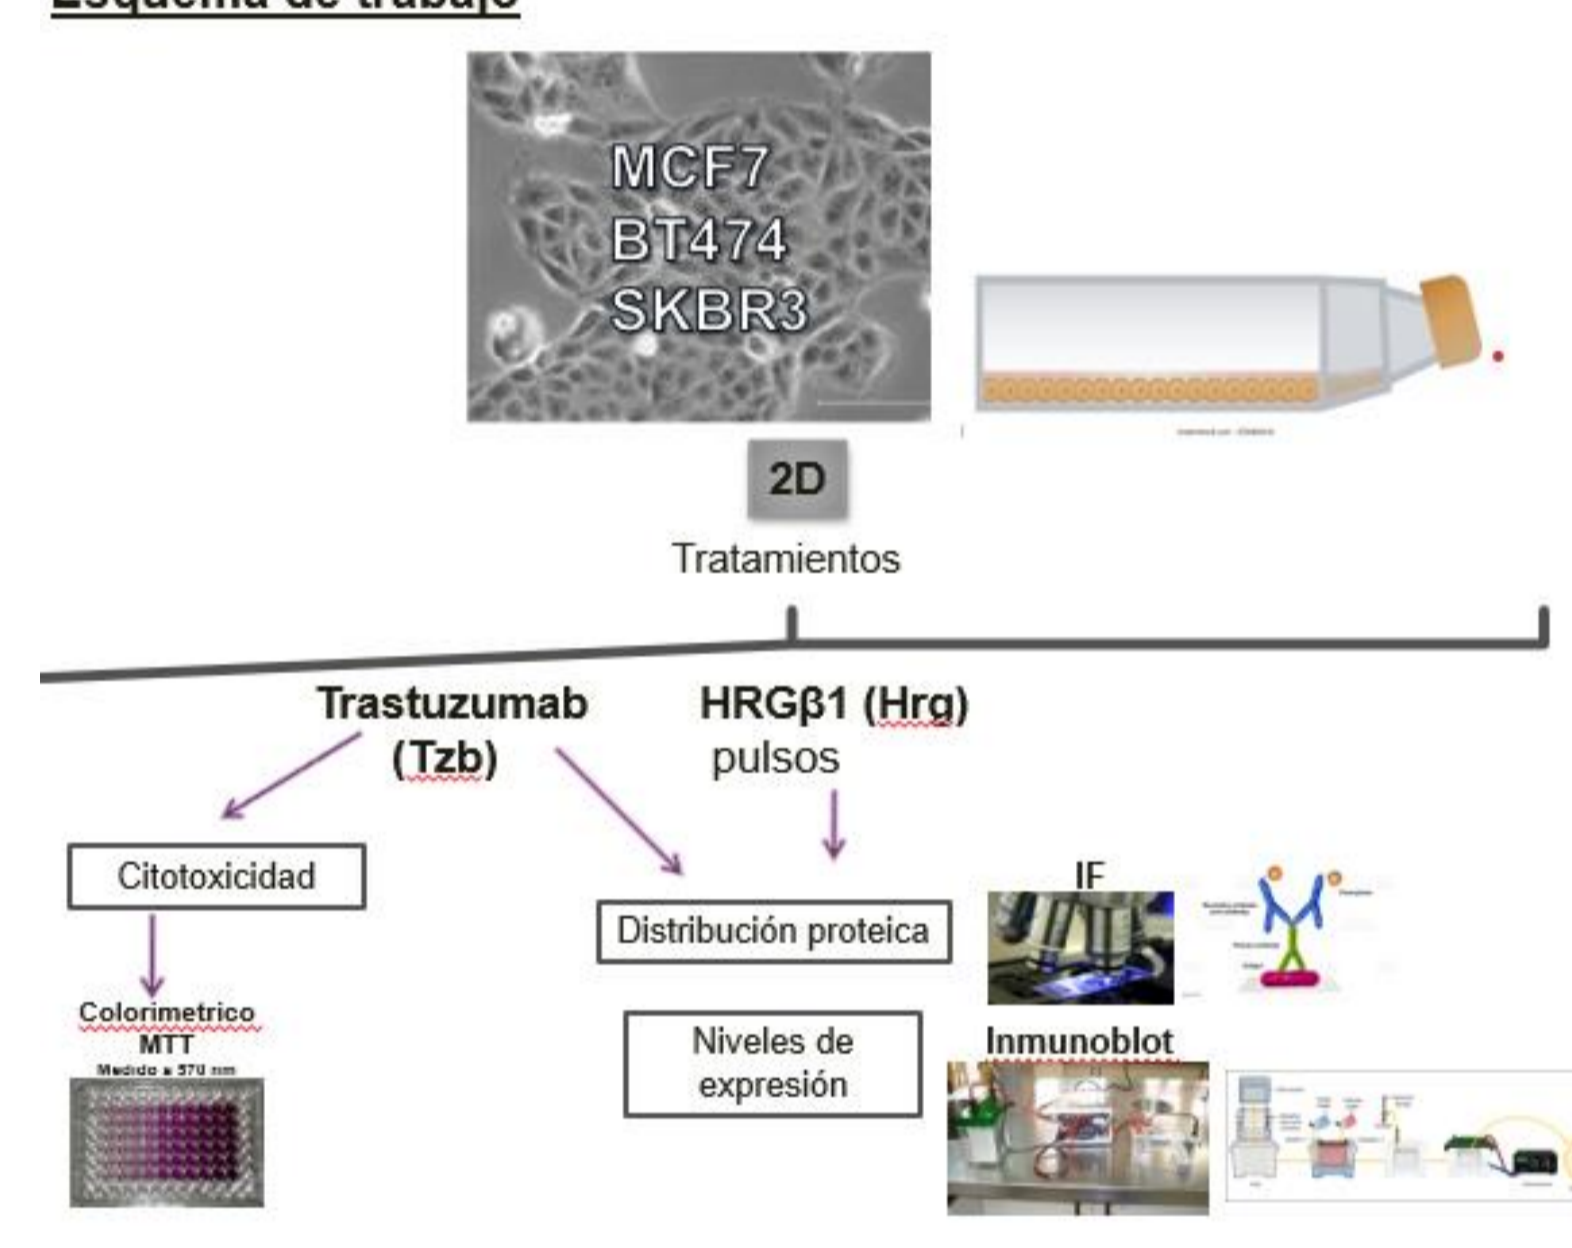 Esquema de trabajo
MCF7
BT474
SKBR3
2D
Tratamientos
Trastuzumab
(Tzb)
HRGβ1 (Hrg)
pulsos
Citotoxicidad
Distribución proteica
IF
Colorimetrico
MTT
Medido a 570 nm
Niveles de
expresión
Inmunoblot